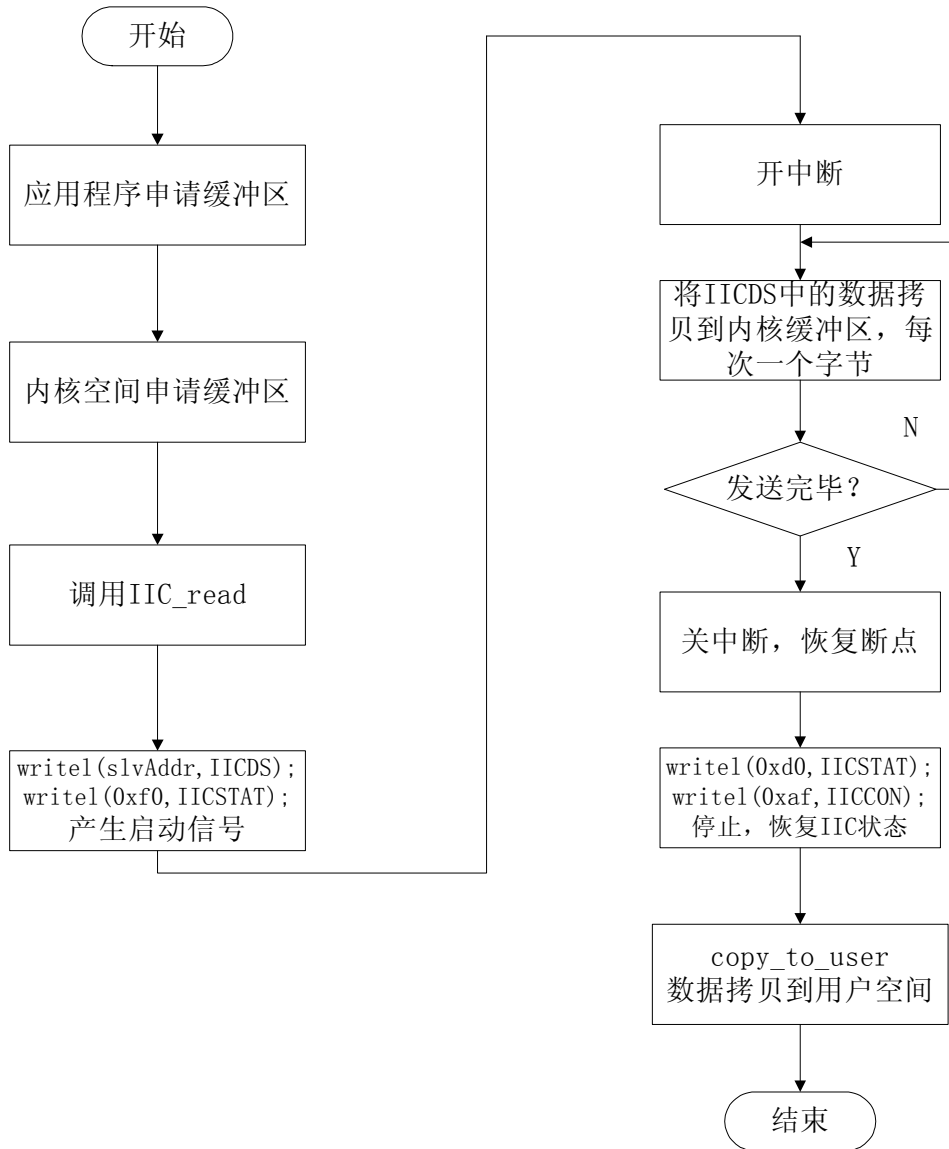 开始
应用程序申请缓冲区
内核空间申请缓冲区
调用IIC_read
writel(slvAddr,IICDS);
writel(0xf0,IICSTAT);
产生启动信号
开中断
将IICDS中的数据拷
贝到内核缓冲区，每
次一个字节
N
发送完毕？
Y
关中断，恢复断点
writel(0xd0,IICSTAT);
writel(0xaf,IICCON);
停止，恢复IIC状态
copy_to_user
数据拷贝到用户空间
结束